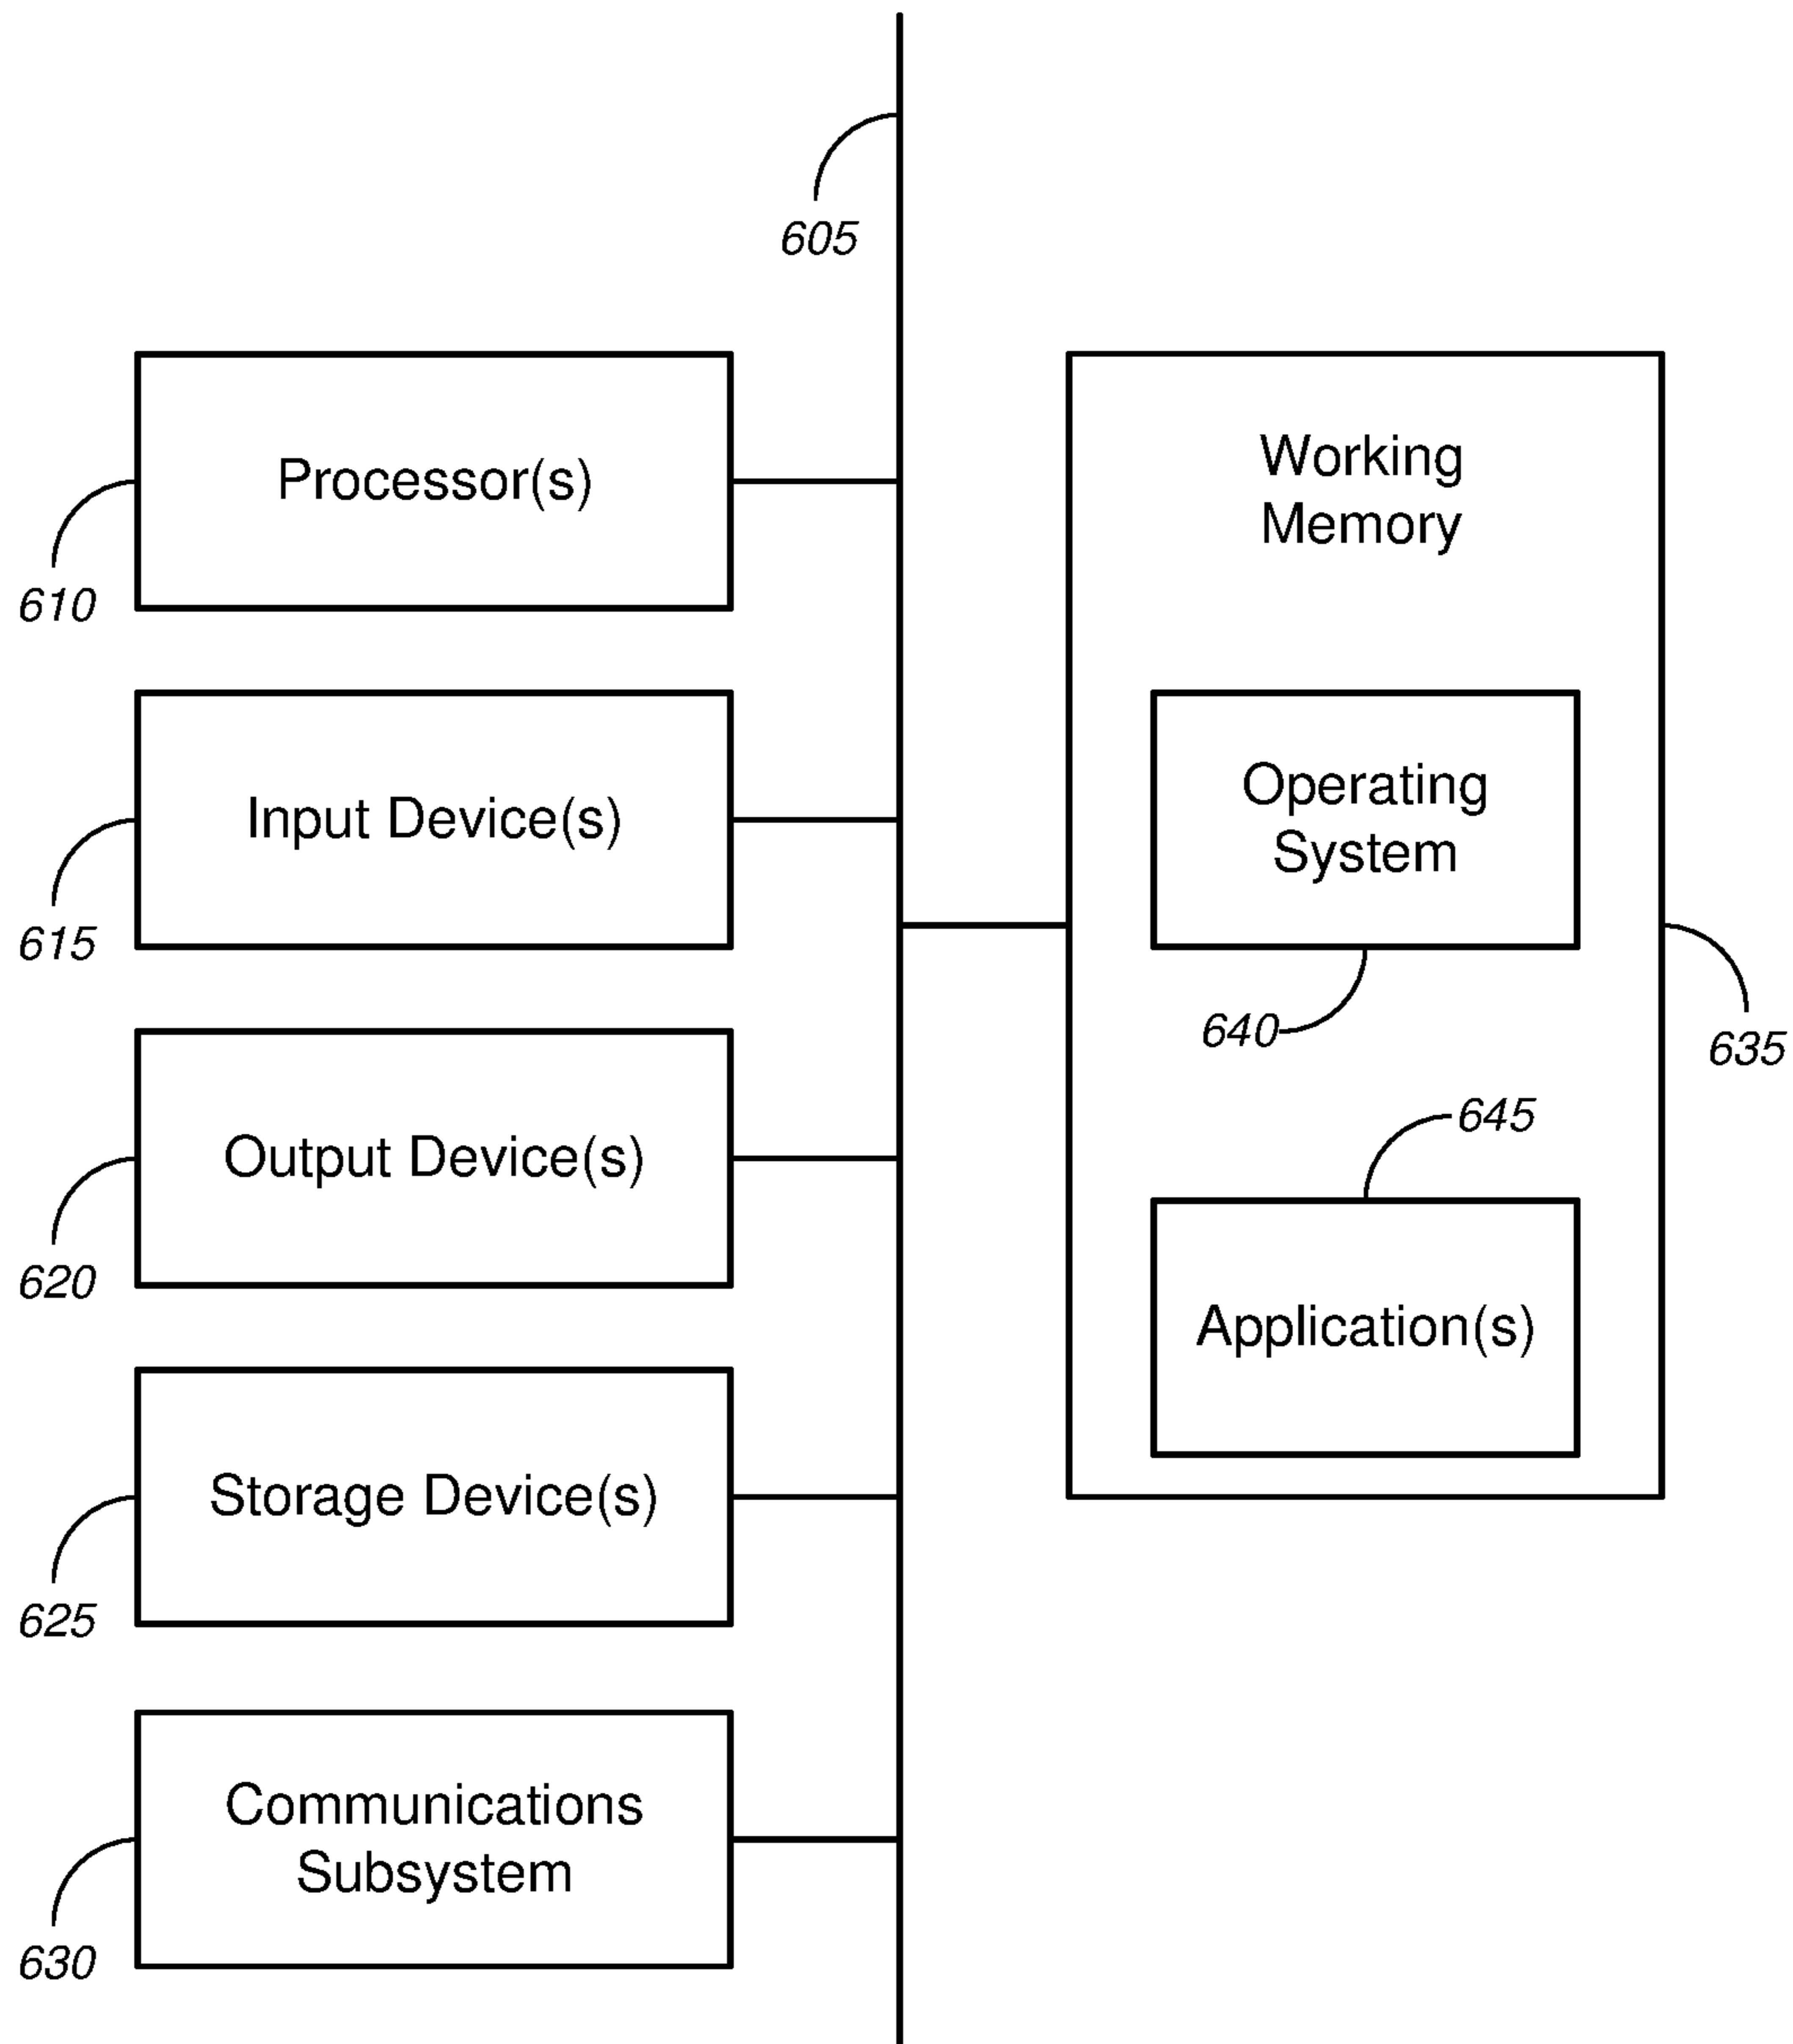 605
Processor(s)
610
Input Device(s)
615
Output Device(s)
620
Storage Device(s)
625
Communications
Subsystem
630
Working
Memory
Operating
System
640
635
645
Application(s)